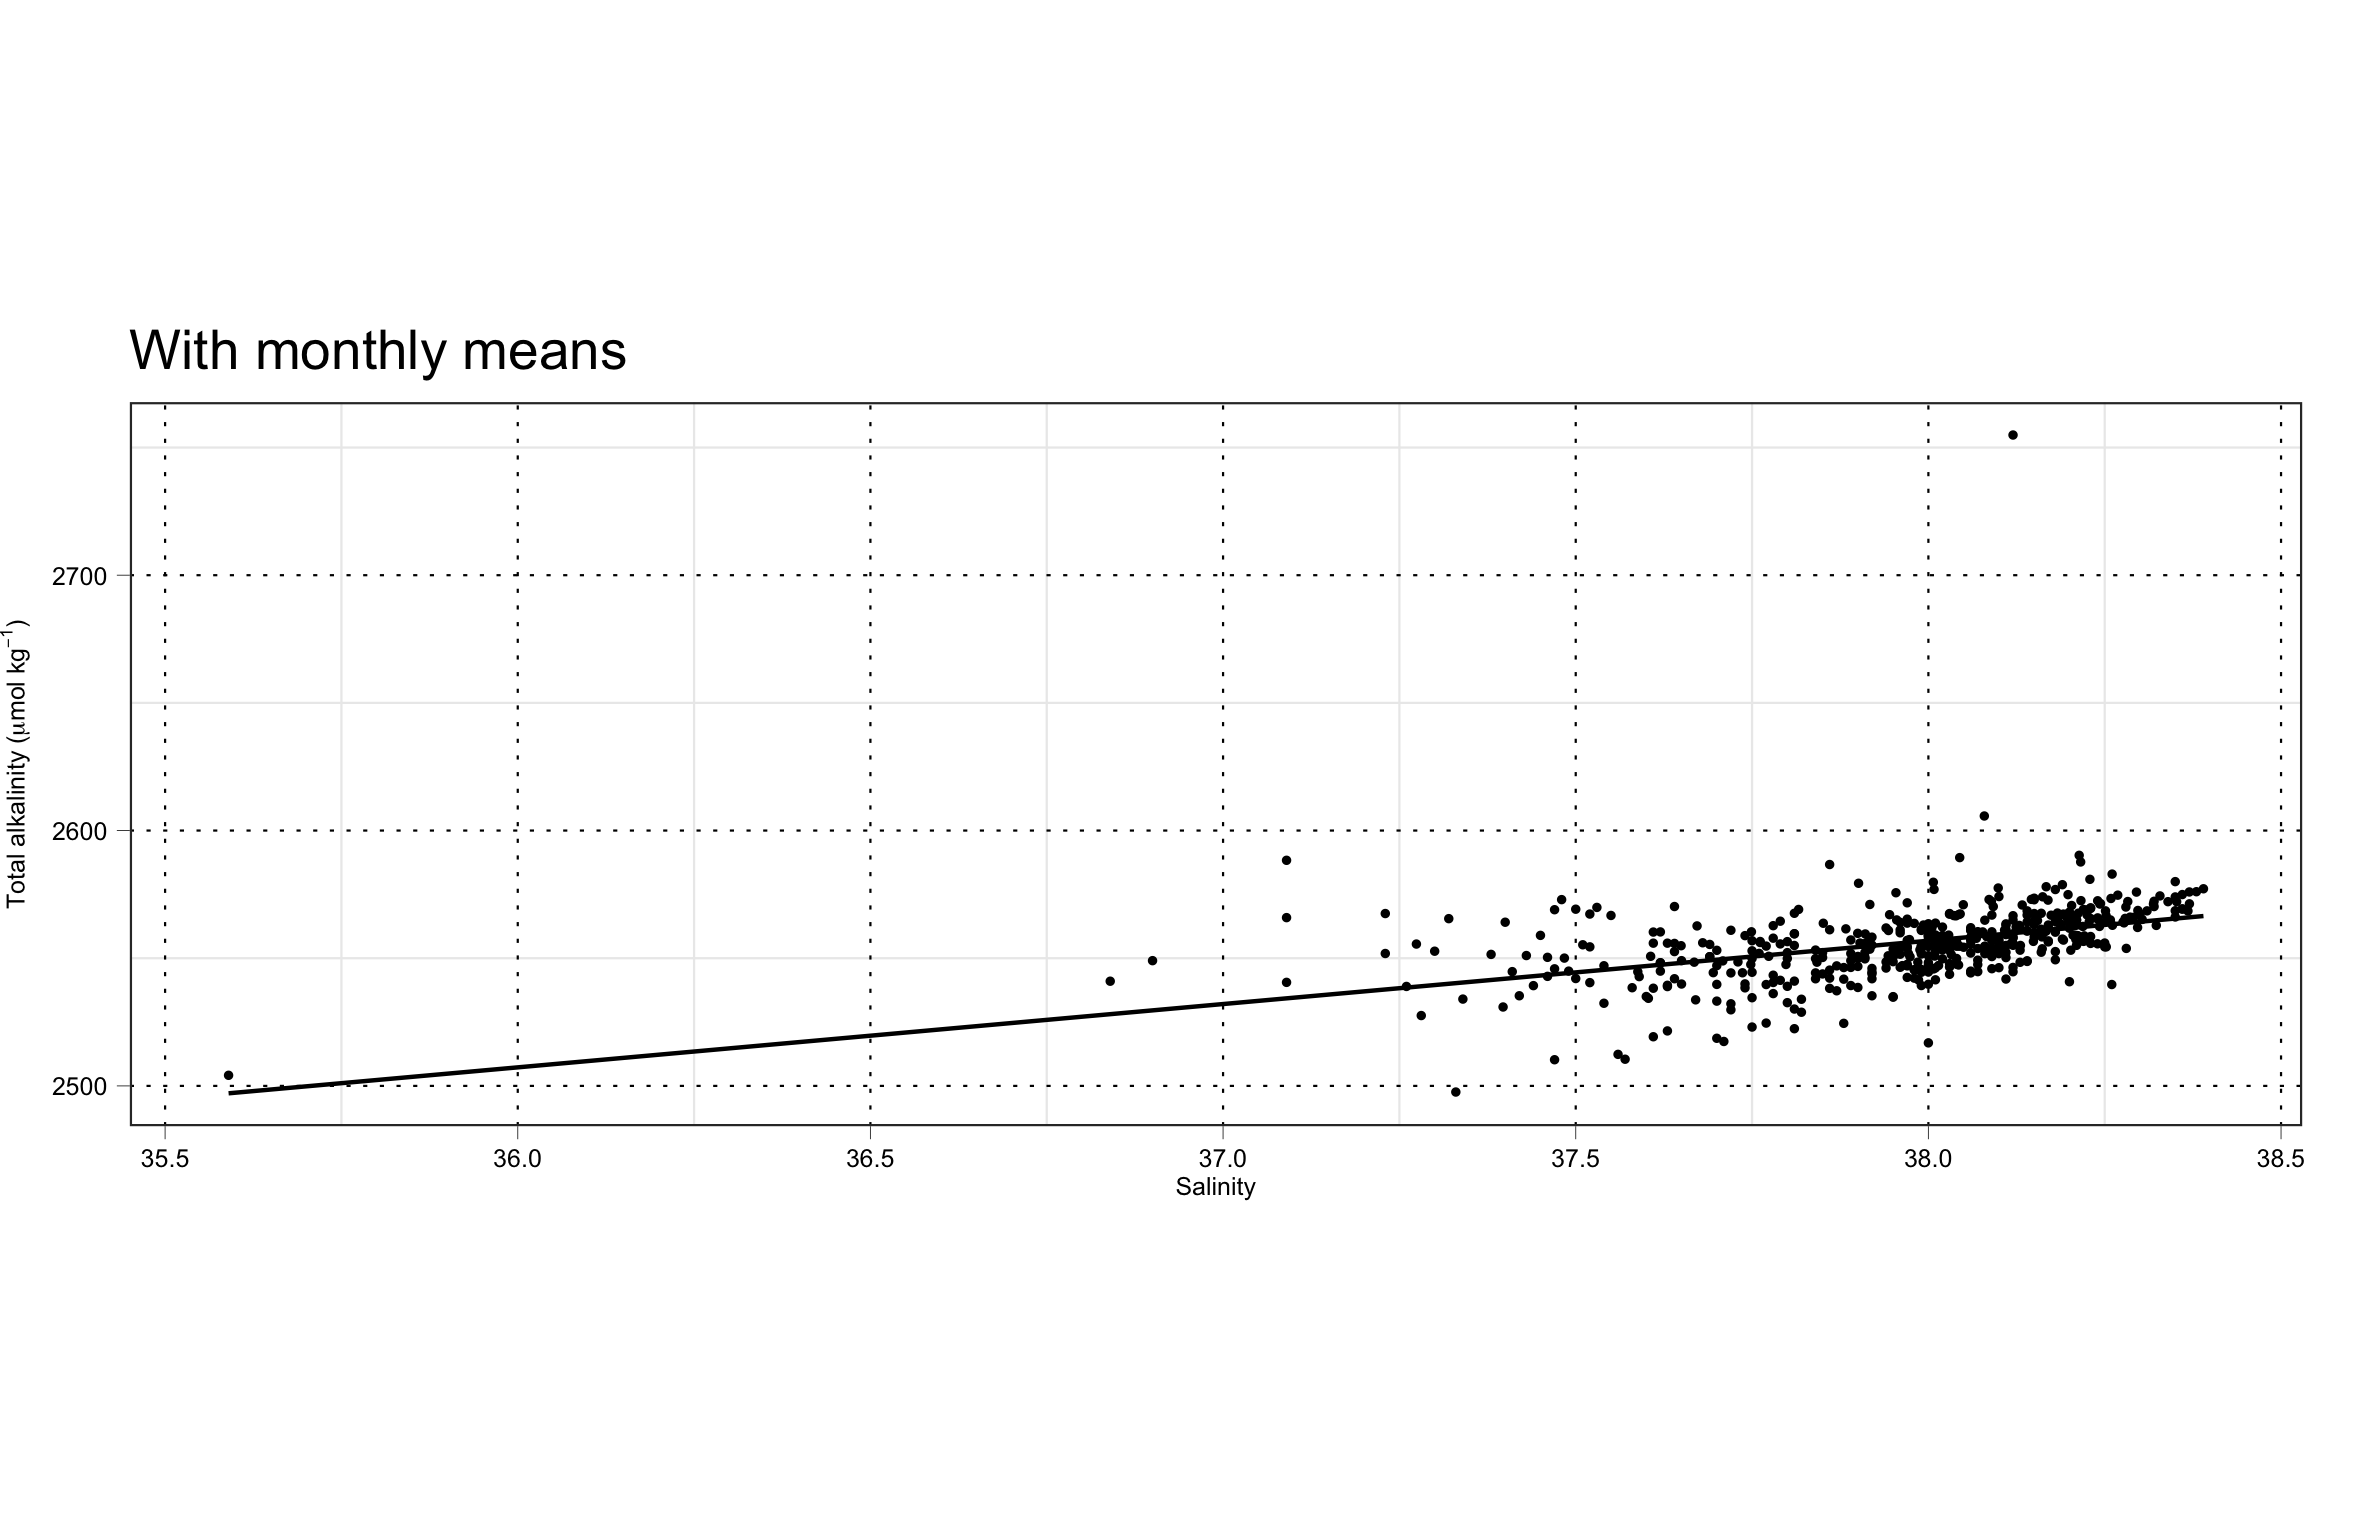 With monthly means
Total alkalinity (μmol kg⁻¹)
2700
2600
2500
35.5 36.0 36.5 37.0 37.5 38.0 38.5
Salinity